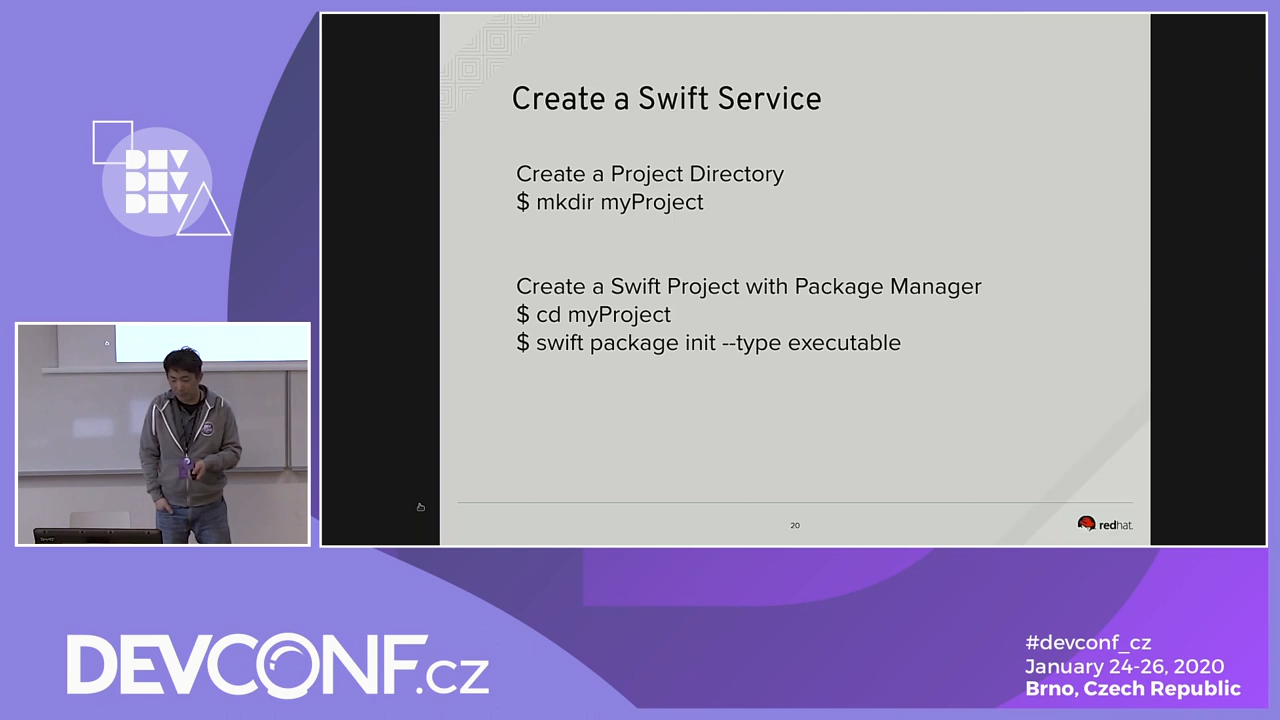 DEV
DEV
DEV
Create a Swift Service
Create a Project Directory
$ mkdir myProject
Create a Swift Project with Package Manager
$ cd myProject
$ swift package init --type executable
20
redhat.
DEVCONF.cz
#devconf_cz
January 24-26, 2020
Brno, Czech Republic